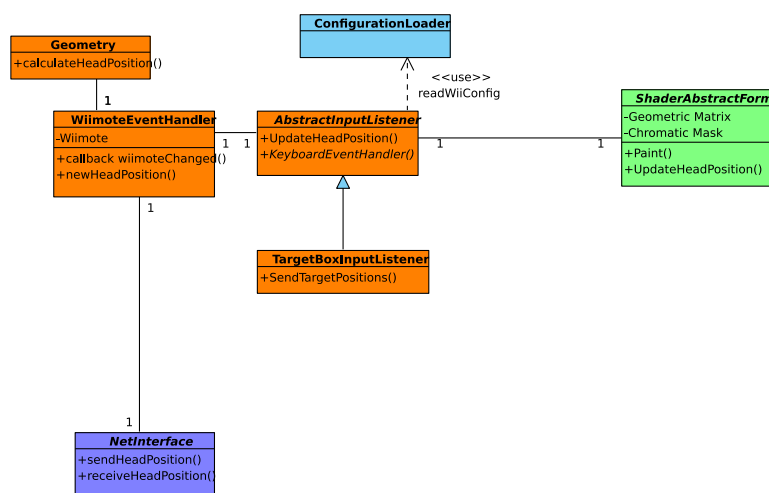 ConfigurationLoader
Geometry
+calculateHeadPosition()
<<use>>
readWiiConfig
1
WiimoteEventHandler
-Wiimote
+callback wiimoteChanged()
+newHeadPosition()
1
1
AbstractInputListener
+UpdateHeadPosition()
+KeyboardEventHandler()
1
1
ShaderAbstractForm
-Geometric Matrix
-Chromatic Mask
+Paint()
+UpdateHeadPosition()
1
TargetBoxInputListener
+SendTargetPositions()
1
NetInterface
+sendHeadPosition()
+receiveHeadPosition()